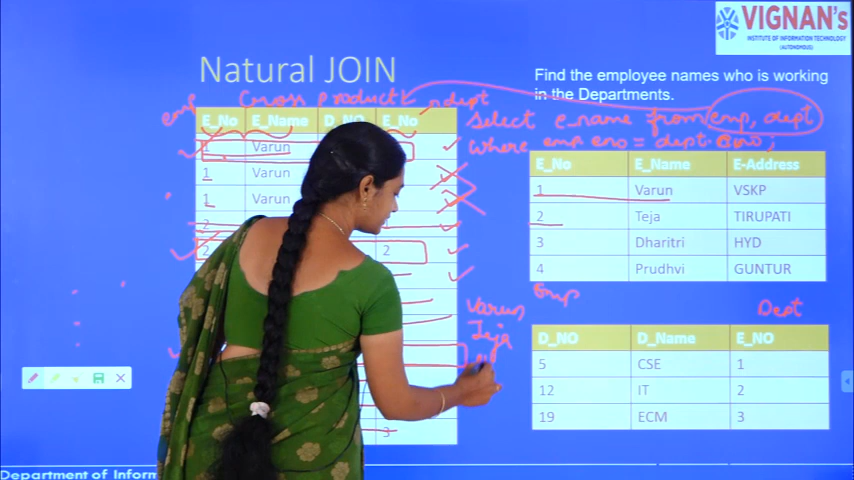 VIGNAN's
INSTITUTE OF INFORMATION TECHNOLOGY
(AUTONOMOUS)
Natural JOIN
Find the employee names who is working
in the Departments.
emp Cross product dept
Select e_name from emp, dept
where emp. eno = dept. eno;
E_No E_Name D_NO E_No
1 Varun
1 Varun
1 Varun
2
2 2
3
E_No E_Name E-Address
1 Varun VSKP
2 Teja TIRUPATI
3 Dharitri HYD
4 Prudhvi GUNTUR
Emp
Dept
Varun
Teja
D_NO D_Name E_NO
5 CSE 1
12 IT 2
19 ECM 3
Department of Inform